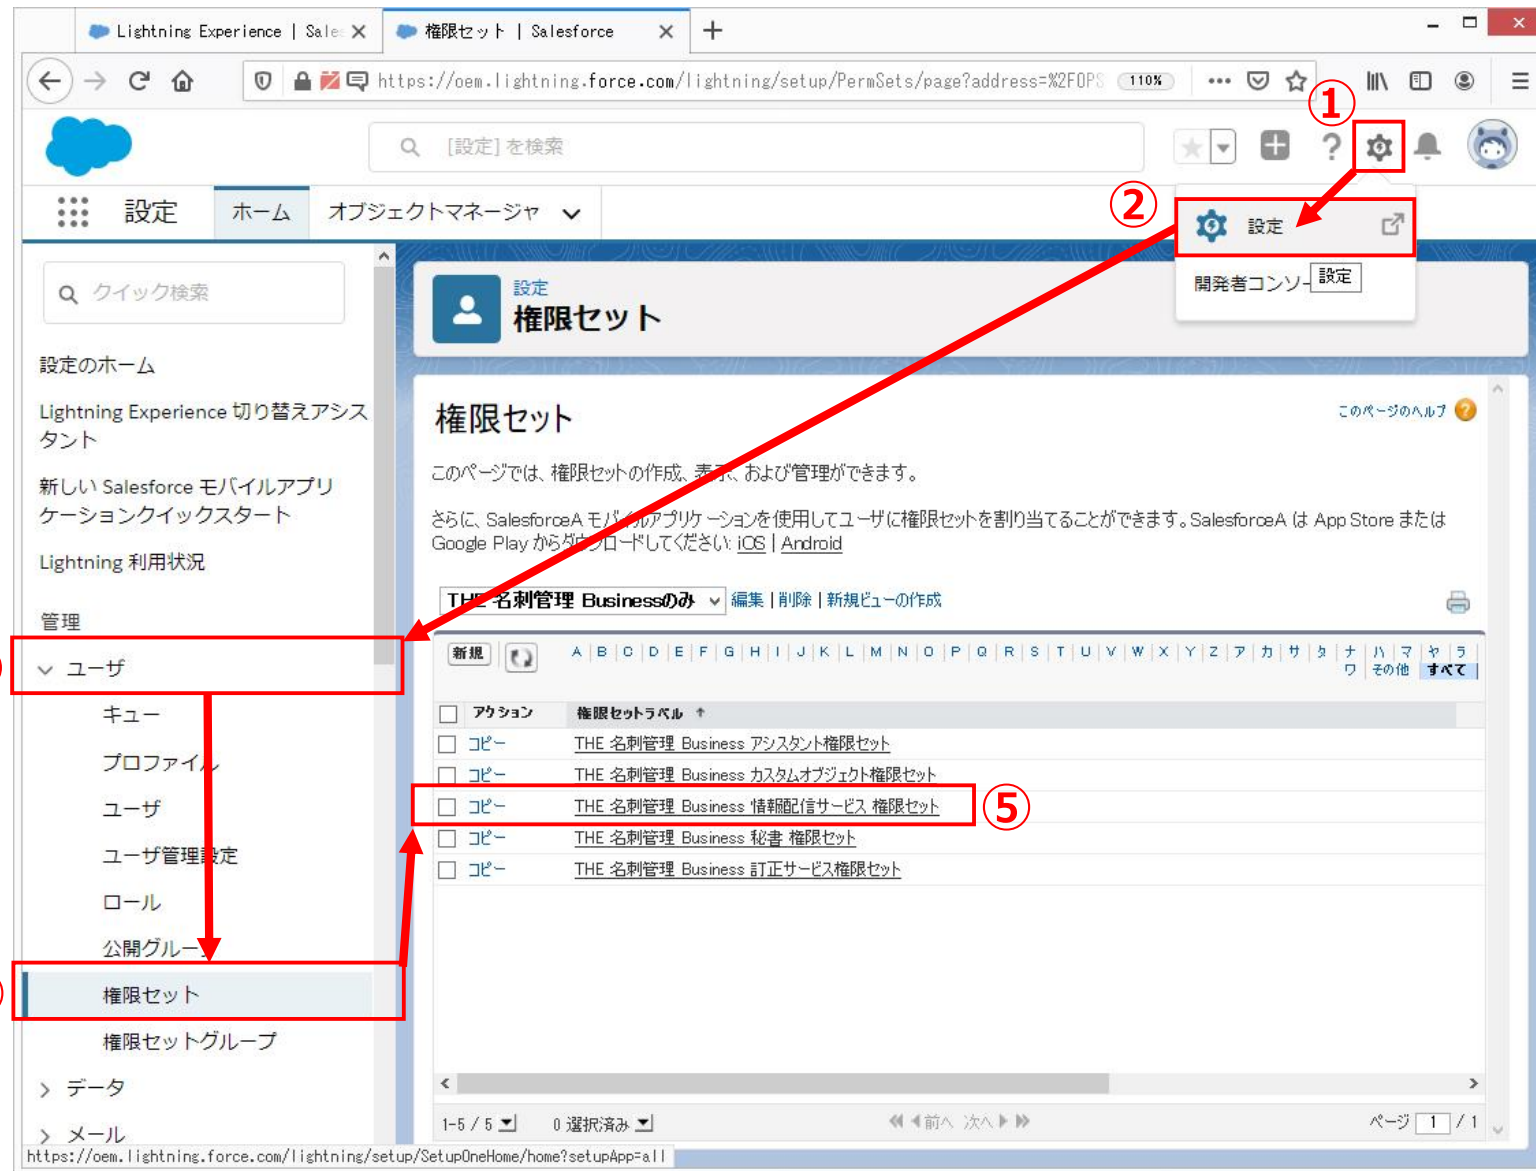 Lightning Experience | Sale
権限セット | Salesforce
https://oem.lightning.force.com/lightning/setup/PermSets/page?address=%2F0PS
110%
①
[設定] を検索
設定
ホーム
オブジェクトマネージャ
②
設定
開発者コンソー
設定
クイック検索
設定
権限セット
設定のホーム
Lightning Experience 切り替えアシス
タント
新しい Salesforce モバイルアプリ
ケーションクイックスタート
Lightning 利用状況
管理
ユーザ
キュー
プロファイル
ユーザ
ユーザ管理設定
ロール
公開グループ
権限セット
権限セットグループ
データ
メール
権限セット
このページのヘルプ
このページでは、権限セットの作成、表示、および管理ができます。
さらに、SalesforceA モバイルアプリケーションを使用してユーザに権限セットを割り当てることができます。SalesforceA は App Store または
Google Play からダウンロードしてください: iOS | Android
THE 名刺管理 Businessのみ
編集 | 削除 | 新規ビューの作成
新規
A | B | C | D | E | F | G | H | I | J | K | L | M | N | O | P | Q | R | S | T | U | V | W | X | Y | Z | ア | カ | サ | タ | ナ | ハ | マ | ヤ | ラ |
ワ | その他 | すべて |
アクション 権限セットラベル ↑
コピー THE 名刺管理 Business アシスタント権限セット
コピー THE 名刺管理 Business カスタムオブジェクト権限セット
コピー THE 名刺管理 Business 情報配信サービス 権限セット
⑤
コピー THE 名刺管理 Business 秘書 権限セット
コピー THE 名刺管理 Business 訂正サービス権限セット
1-5 / 5
0 選択済み
前へ 次へ
ページ 1 / 1
https://oem.lightning.force.com/lightning/setup/SetupOneHome/home?setupApp=all